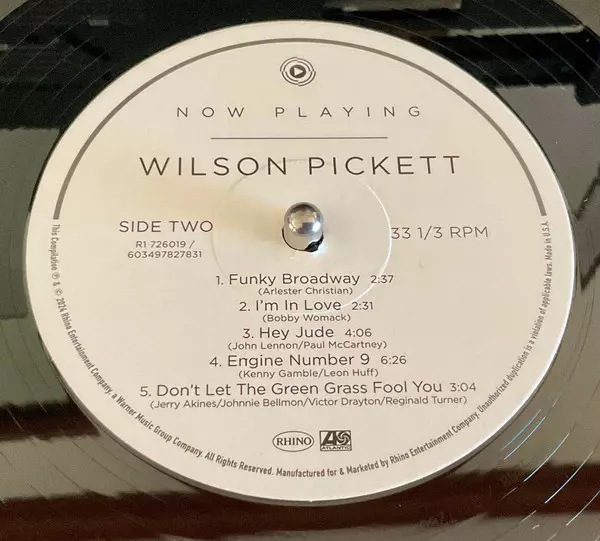 NOW PLAYING
WILSON PICKETT
SIDE TWO
R1 726019 /
603497827831
33 1/3 RPM
1. Funky Broadway 2:37
(Arlester Christian)
2. I'm In Love 2:31
(Bobby Womack)
3. Hey Jude 4:06
(John Lennon/Paul McCartney)
4. Engine Number 9 6:26
(Kenny Gamble/Leon Huff)
5. Don't Let The Green Grass Fool You 3:04
(Jerry Akines/Johnnie Bellmon/Victor Drayton/Reginald Turner)
RHINO
ATLANTIC
This Compilation ℗ & © 2024 Rhino Entertainment Company, a Warner Music Group Company. All Rights Reserved. Manufactured for & Marketed by Rhino Entertainment Company. Unauthorized duplication is a violation of applicable laws. Made in U.S.A.